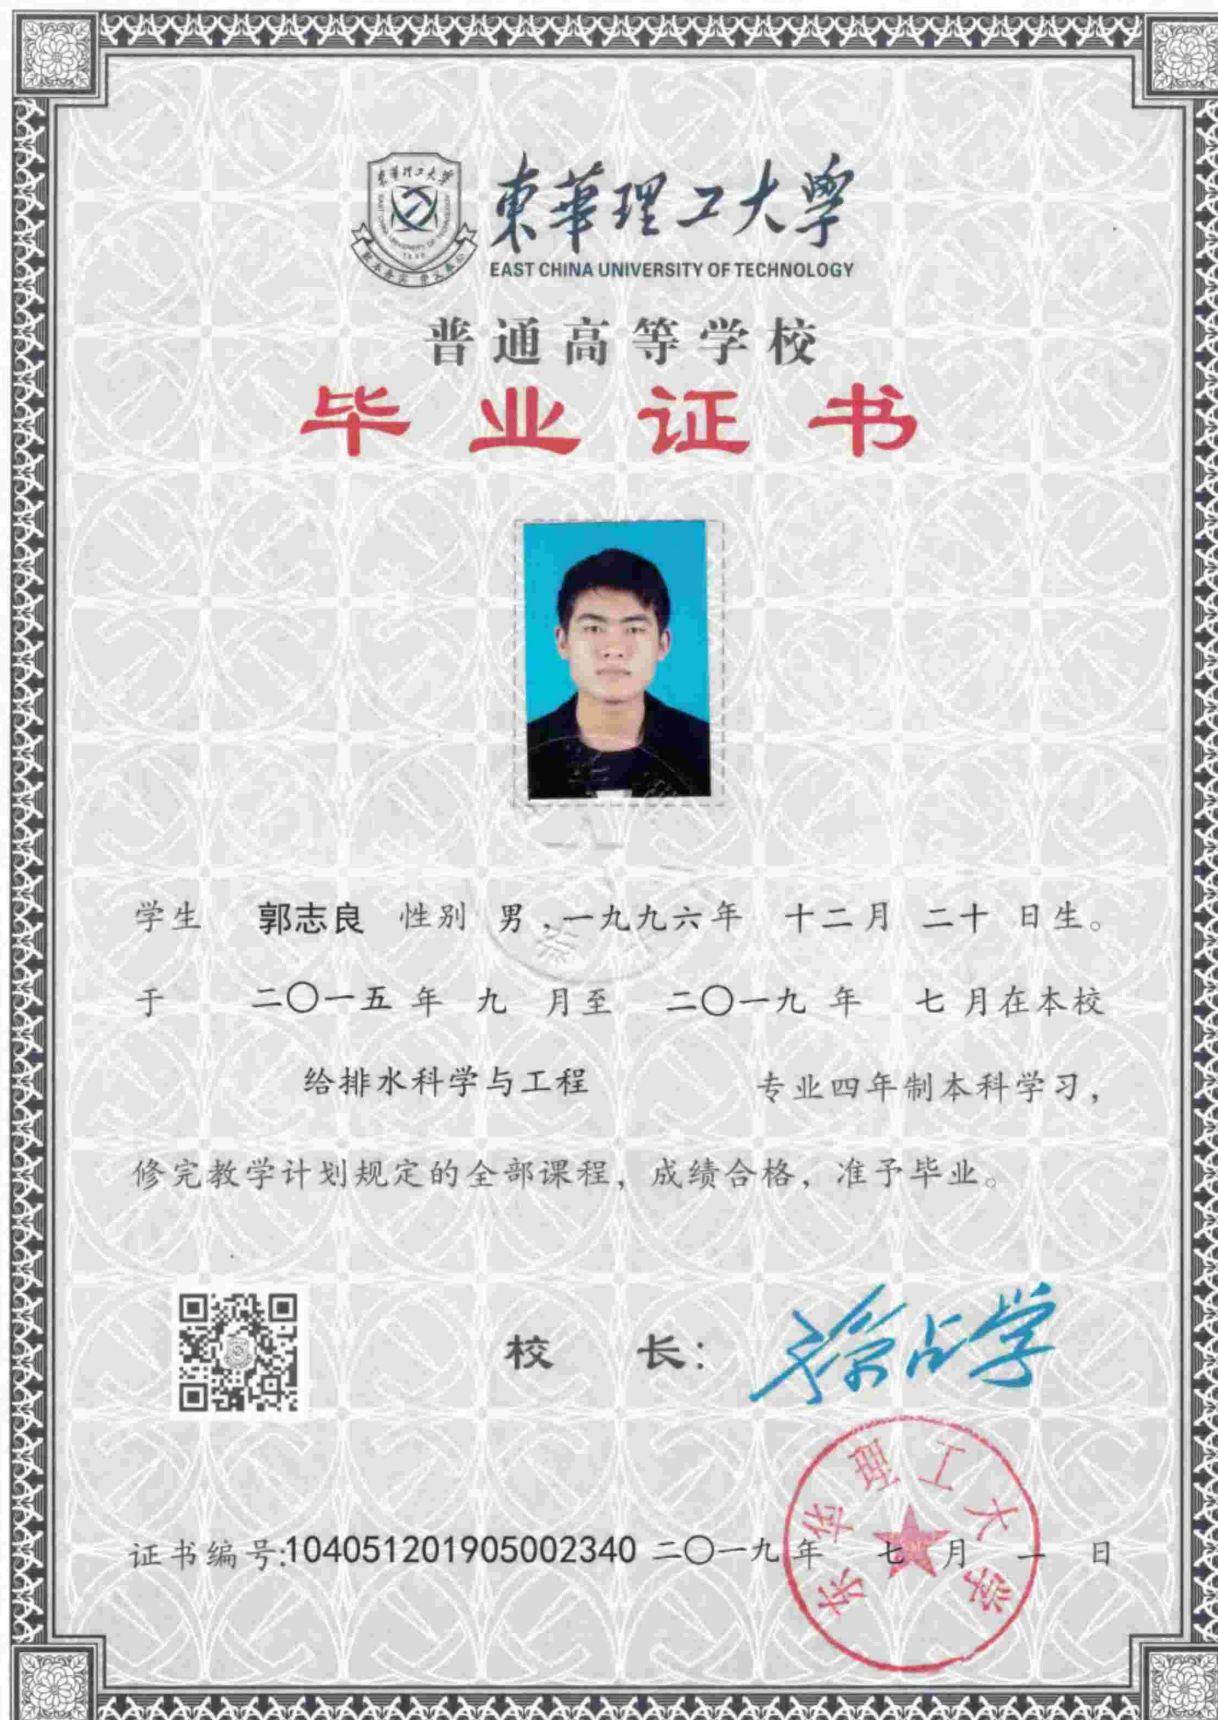 東華理工大學
EAST CHINA UNIVERSITY OF TECHNOLOGY
普通高等学校
毕业证书
学生 郭志良 性别 男,一九九六年 十二月 二十 日生。
于 二〇一五 年 九 月至 二〇一九 年 七 月在本校
给排水科学与工程 专业四年制本科学习,
修完教学计划规定的全部课程,成绩合格,准予毕业。
校 长:
证书编号:104051201905002340 二〇一九 年 七 月 一 日
东华理工大学